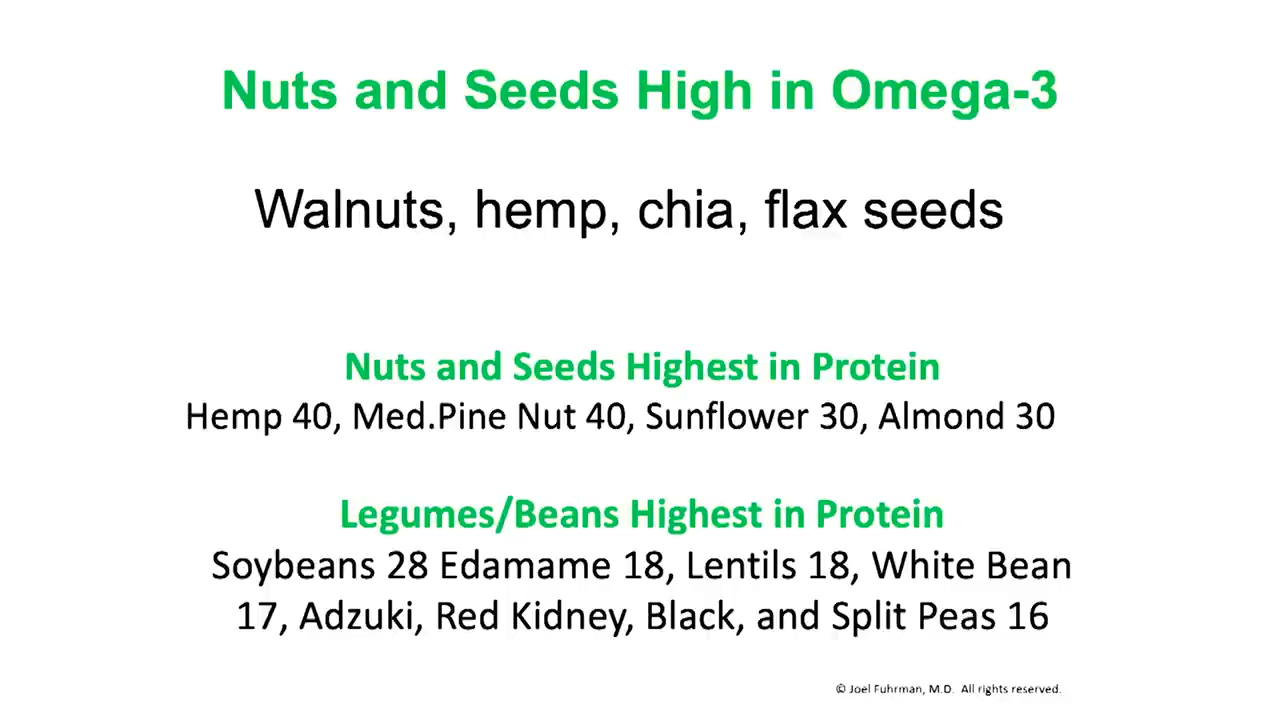 Nuts and Seeds High in Omega-3
Walnuts, hemp, chia, flax seeds
Nuts and Seeds Highest in Protein
Hemp 40, Med.Pine Nut 40, Sunflower 30, Almond 30
Legumes/Beans Highest in Protein
Soybeans 28 Edamame 18, Lentils 18, White Bean
17, Adzuki, Red Kidney, Black, and Split Peas 16
© Joel Fuhrman, M.D. All rights reserved.